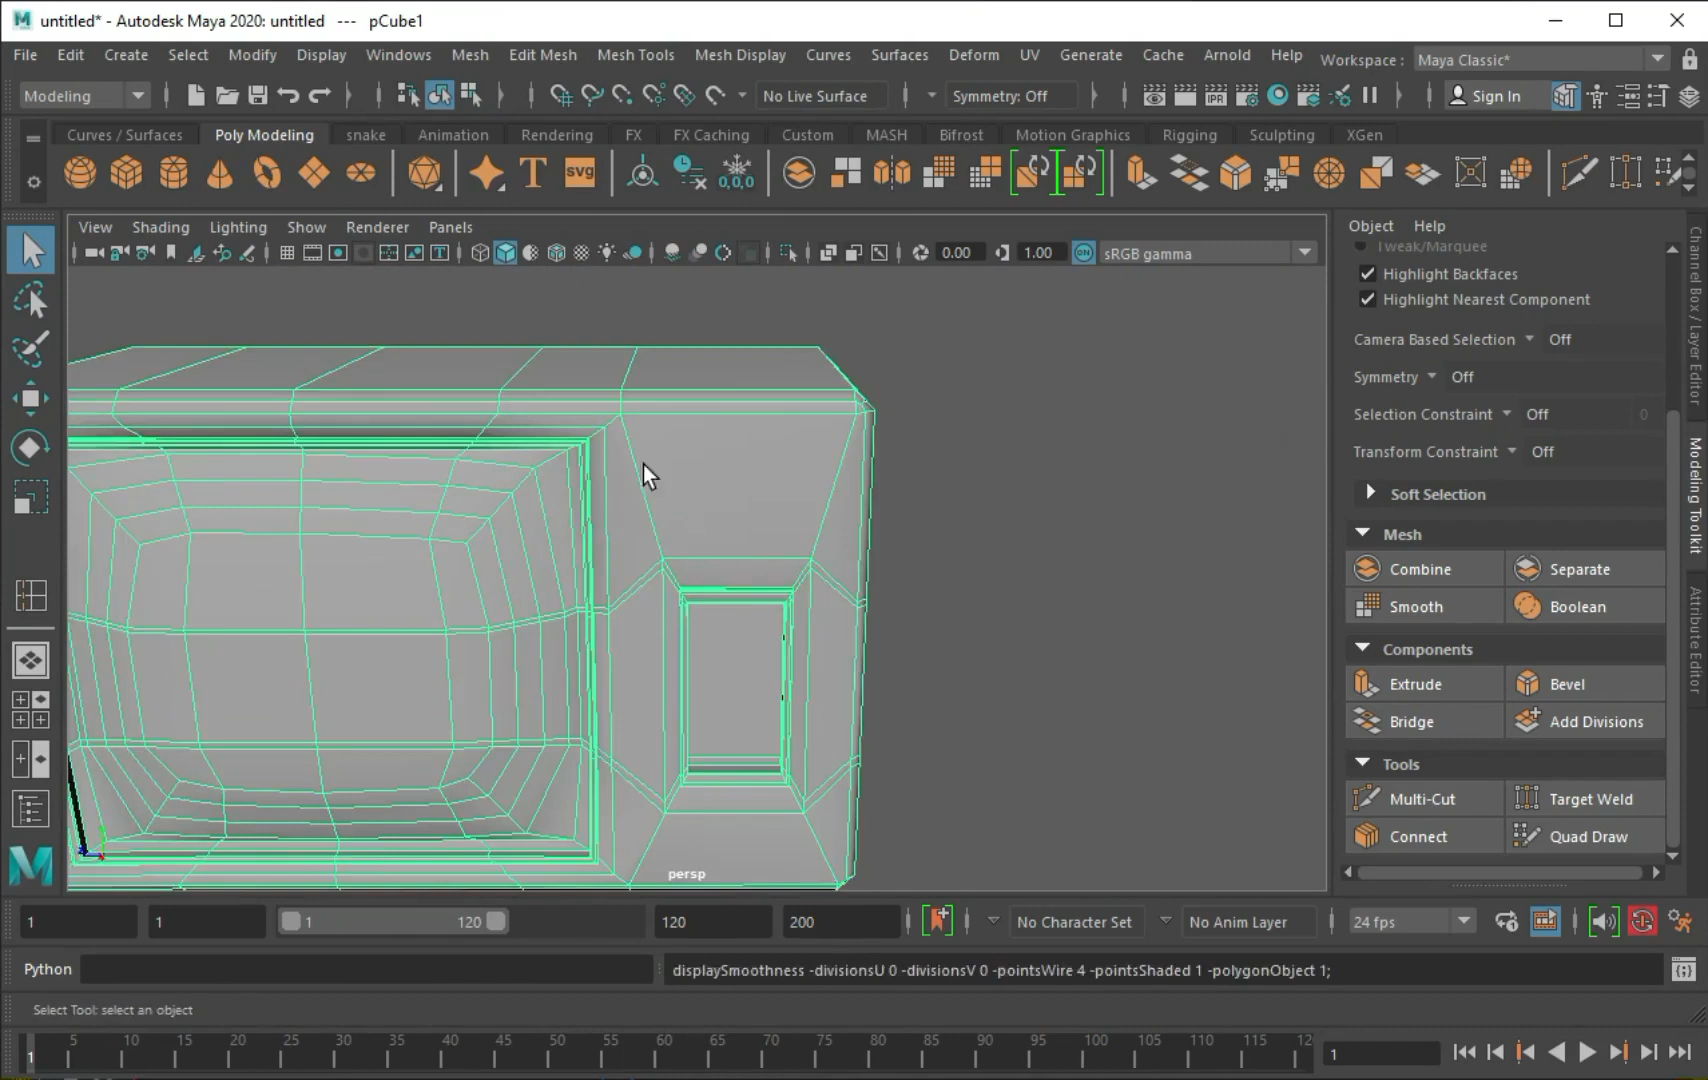 untitled* - Autodesk Maya 2020: untitled --- pCube1
File Edit Create Select Modify Display Windows Mesh Edit Mesh Mesh Tools Mesh Display Curves Surfaces Deform UV Generate Cache Arnold Help Workspace : Maya Classic*
Modeling No Live Surface Symmetry: Off IPR Sign In
Curves / Surfaces Poly Modeling snake Animation Rendering FX FX Caching Custom MASH Bifrost Motion Graphics Rigging Sculpting XGen
T svg 0,0,0
View Shading Lighting Show Renderer Panels
0.00 1.00 ON sRGB gamma
persp
Object Help
Tweak/Marquee
Highlight Backfaces
Highlight Nearest Component
Camera Based Selection Off
Symmetry Off
Selection Constraint Off 0
Transform Constraint Off
Soft Selection
Mesh
Combine Separate
Smooth Boolean
Components
Extrude Bevel
Bridge Add Divisions
Tools
Multi-Cut Target Weld
Connect Quad Draw
Channel Box / Layer Editor
Modeling Toolkit
Attribute Editor
1 1 1 120 120 200 No Character Set No Anim Layer 24 fps
Python displaySmoothness -divisionsU 0 -divisionsV 0 -pointsWire 4 -pointsShaded 1 -polygonObject 1;
Select Tool: select an object
1 5 10 15 20 25 30 35 40 45 50 55 60 65 70 75 80 85 90 95 100 105 110 115 12 1